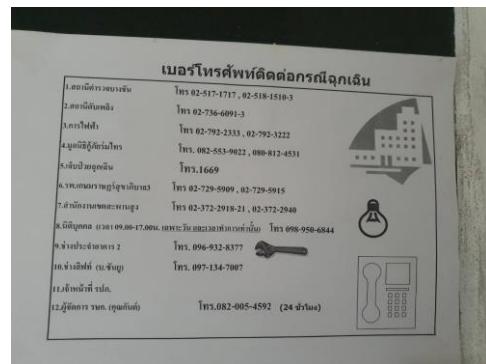 เบอร์โทรศัพท์ติดต่อกรณีฉุกเฉิน
1.สถานีตำรวจบางชัน โทร 02-517-1717 , 02-518-1510-3
2.สถานีดับเพลิง โทร 02-736-6091-3
3.การไฟฟ้า โทร 02-792-2333 , 02-792-3222
4.มูลนิธิกู้ภัยร่มไทร โทร. 082-553-9022 , 080-812-4531
5.เจ็บป่วยฉุกเฉิน โทร.1669
6.รพ.เกษมราษฎร์สุขาภิบาล3 โทร 02-729-5909 , 02-729-5915
7.สำนักงานเขตสะพานสูง โทร 02-372-2918-21 , 02-372-2940
8.นิติบุคคล (เวลา 09.00-17.00น. เฉพาะวัน และเวลาทำการเท่านั้น) โทร 098-950-6844
9.ช่างประจำอาคาร 2 โทร. 096-932-8377
10.ช่างลิฟท์ (บ.ซันยู) โทร. 097-134-7007
11.เจ้าหน้าที่ รปภ.
12.ผู้จัดการ รปภ. (คุณกันต์) โทร.082-005-4592 (24 ชั่วโมง)